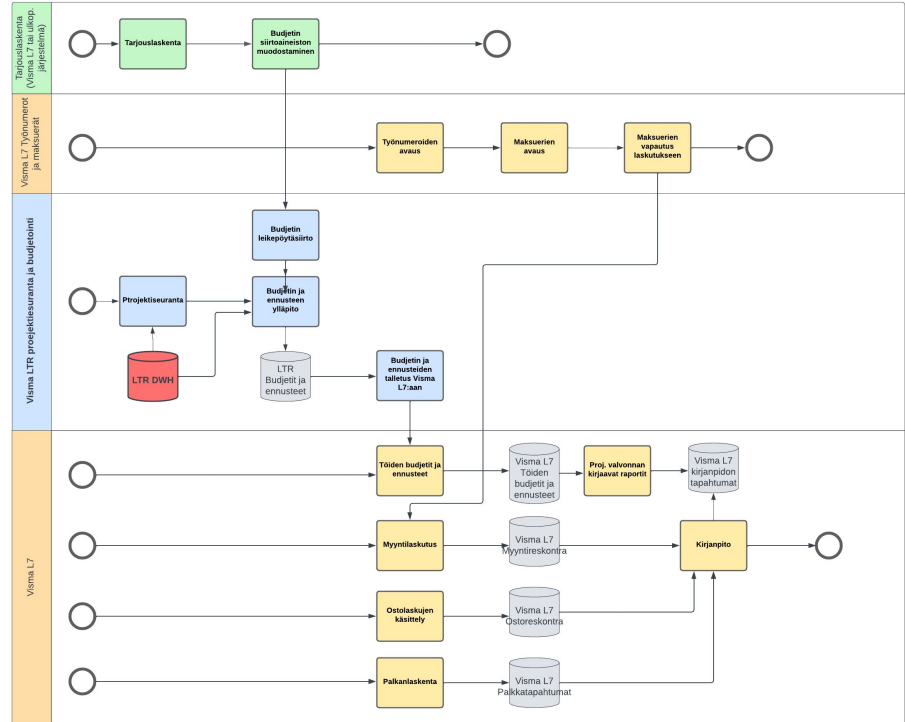 Tarjouslaskenta
(Visma L7 tai ulkop.
järjestelmä)
Tarjouslaskenta
Budjetin
siirtoaineiston
muodostaminen
Visma L7 Työnumerot
ja maksuerät
Työnumeroiden
avaus
Maksuerien
avaus
Maksuerien
vapautus
laskutukseen
Visma LTR proejektiesuranta ja budjetointi
Budjetin
leikepöytäsiirto
Ptrojektiseuranta
Budjetin ja
ennusteen
ylläpito
LTR DWH
LTR
Budjetit ja
ennusteet
Budjetin ja
ennusteiden
talletus Visma
L7:aan
Visma L7
Töiden budjetit ja
ennusteet
Visma L7
Töiden
budjetit ja
ennusteet
Proj. valvonnan
kirjaavat raportit
Visma L7
kirjanpidon
tapahtumat
Myyntilaskutus
Visma L7
Myyntireskontra
Kirjanpito
Ostolaskujen
käsittely
Visma L7
Ostoreskontra
Palkanlaskenta
Visma L7
Palkkatapahtumat